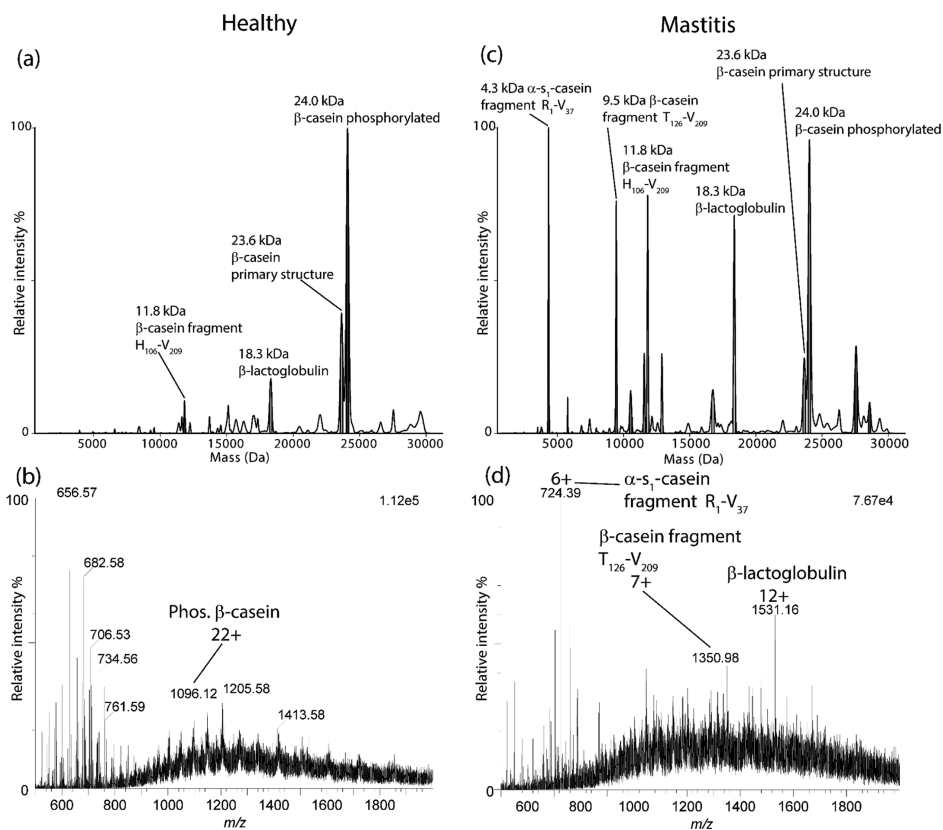 Healthy
Mastitis
(a)
24.0 kDa
β-casein phosphorylated
23.6 kDa
β-casein
primary structure
11.8 kDa
β-casein fragment
H106-V209
18.3 kDa
β-lactoglobulin
100
0
Relative intensity %
5000 10000 15000 20000 25000 30000
Mass (Da)
(c)
4.3 kDa α-s1-casein
fragment R1-V37
9.5 kDa β-casein
fragment T126-V209
11.8 kDa
β-casein fragment
H106-V209
18.3 kDa
β-lactoglobulin
23.6 kDa
β-casein primary structure
24.0 kDa
β-casein phosphorylated
100
0
Relative intensity %
5000 10000 15000 20000 25000 30000
Mass (Da)
(b)
656.57
1.12e5
100
682.58
706.53
734.56
761.59
Phos. β-casein
22+
1096.12
1205.58
1413.58
0
Relative intensity %
600 800 1000 1200 1400 1600 1800
m/z
(d)
6+
724.39
α-s1-casein
fragment R1-V37
7.67e4
100
β-casein fragment
T126-V209
7+
1350.98
β-lactoglobulin
12+
1531.16
0
Relative intensity %
600 800 1000 1200 1400 1600 1800
m/z